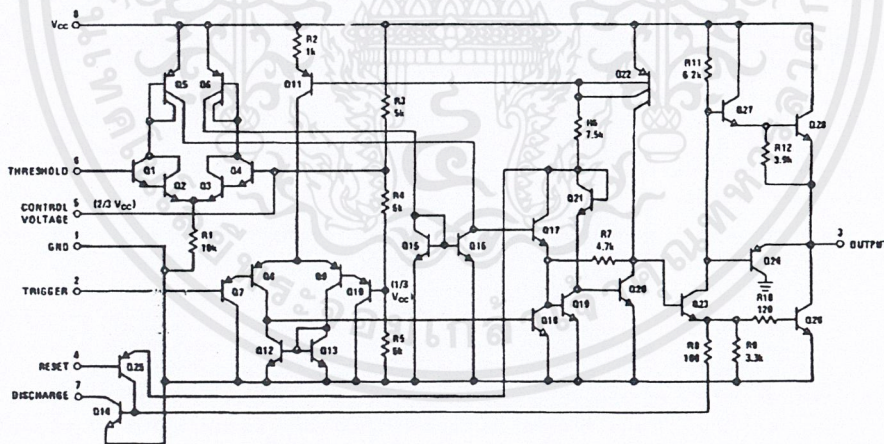 8
V CC
R2
1k
R11
6.2k
Q5
Q6
Q11
Q22
Q27
Q28
R3
5k
R6
7.5k
R12
3.9k
THRESHOLD 6
Q1
Q2
Q3
Q4
CONTROL VOLTAGE 5 (2/3 VCC)
R4
5k
Q21
R1
10k
Q15
Q16
Q17
R7
4.7k
3 OUTPUT
GND 1
Q8
Q9
Q24
TRIGGER 2
Q7
Q10
(1/3 VCC)
Q18
Q19
Q20
Q23
R10
120
Q26
Q12
Q13
R5
5k
R8
100
R9
3.3k
RESET 4
Q25
DISCHARGE 7
Q14